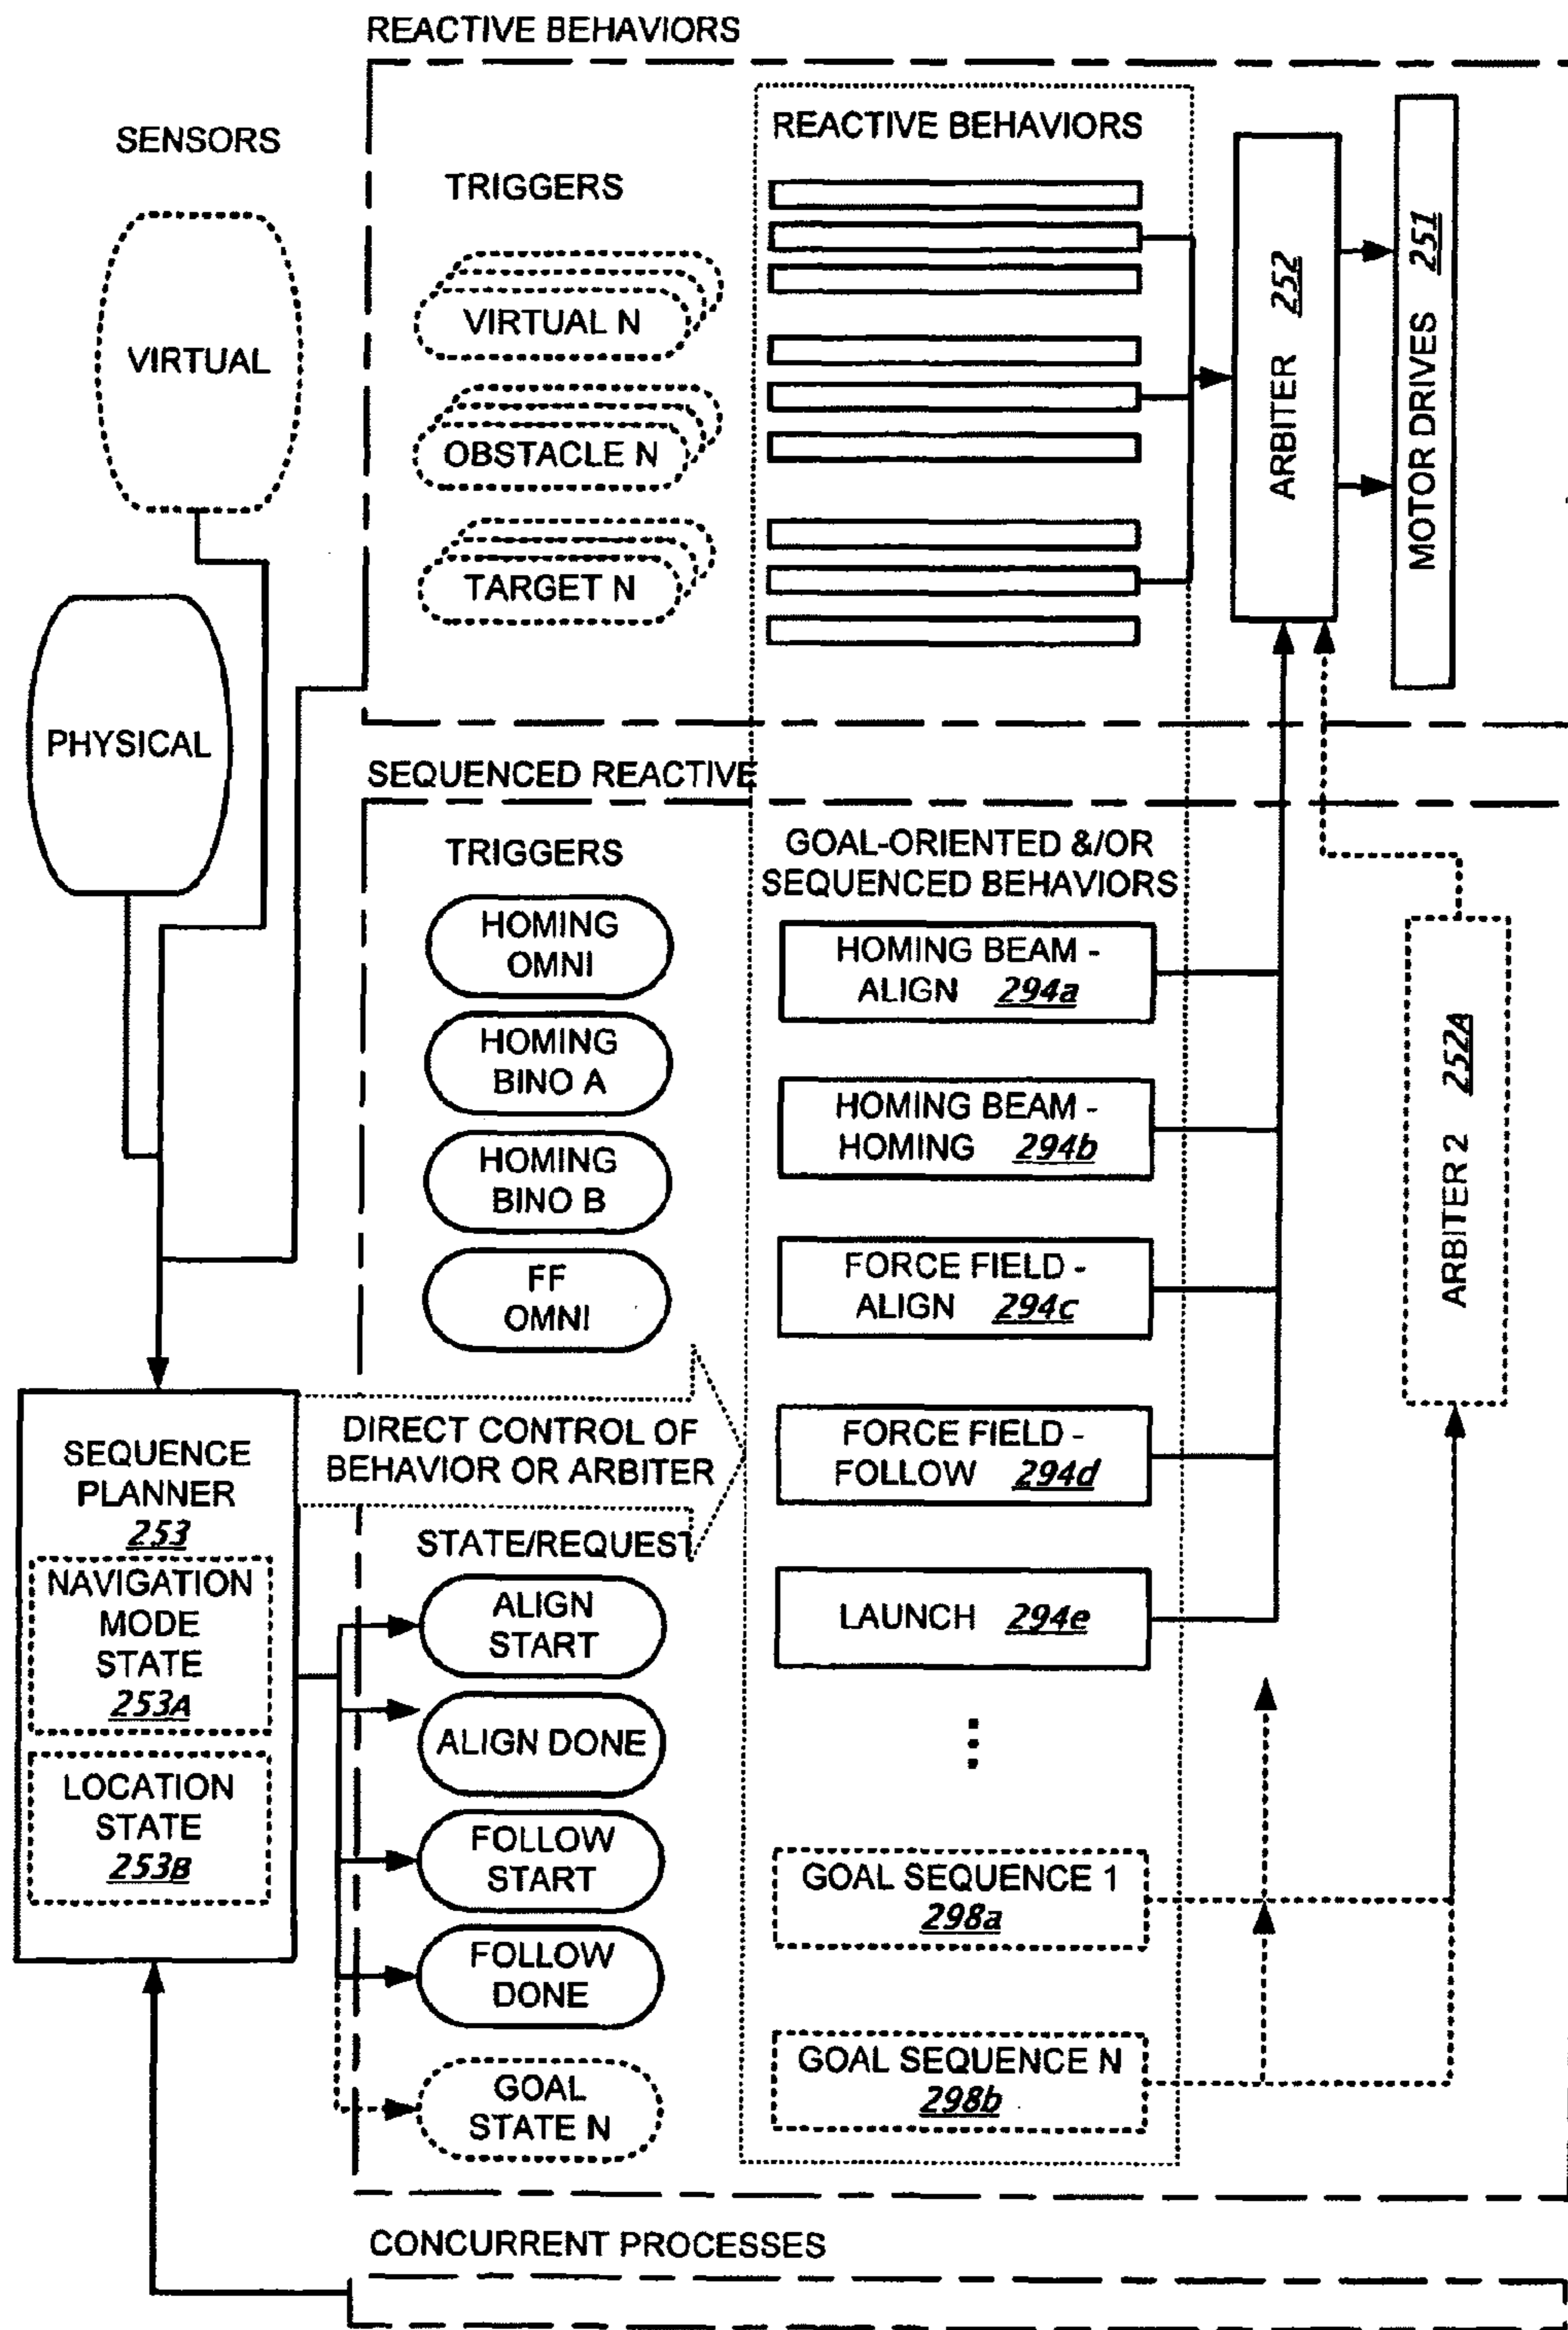 REACTIVE BEHAVIORS
SENSORS
VIRTUAL
PHYSICAL
TRIGGERS
VIRTUAL N
OBSTACLE N
TARGET N
REACTIVE BEHAVIORS
ARBITER 252
MOTOR DRIVES 251
SEQUENCED REACTIVE
TRIGGERS
HOMING
OMNI
HOMING
BINO A
HOMING
BINO B
FF
OMNI
GOAL-ORIENTED &/OR
SEQUENCED BEHAVIORS
HOMING BEAM -
ALIGN 294a
HOMING BEAM -
HOMING 294b
FORCE FIELD -
ALIGN 294c
FORCE FIELD -
FOLLOW 294d
LAUNCH 294e
GOAL SEQUENCE 1
298a
GOAL SEQUENCE N
298b
ARBITER 2 252A
SEQUENCE
PLANNER
253
NAVIGATION
MODE
STATE
253A
LOCATION
STATE
253B
DIRECT CONTROL OF
BEHAVIOR OR ARBITER
STATE/REQUEST
ALIGN
START
ALIGN DONE
FOLLOW
START
FOLLOW
DONE
GOAL
STATE N
CONCURRENT PROCESSES